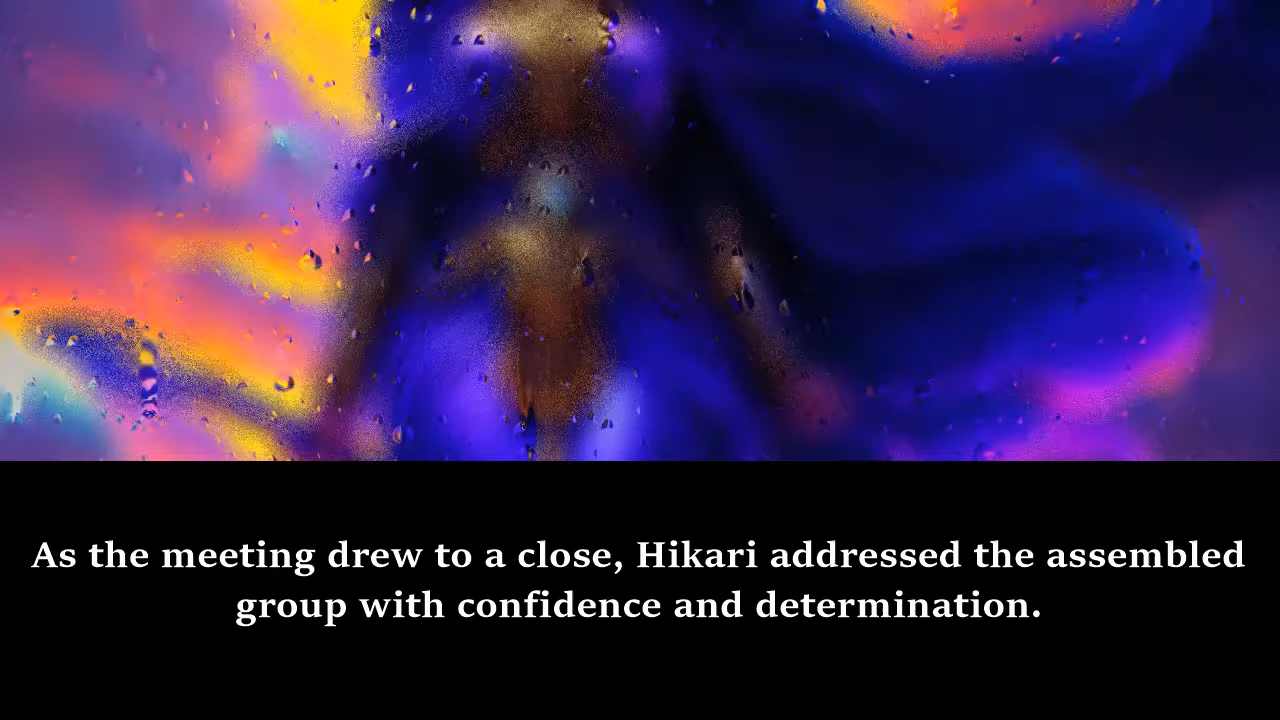 As the meeting drew to a close, Hikari addressed the assembled
group with confidence and determination.